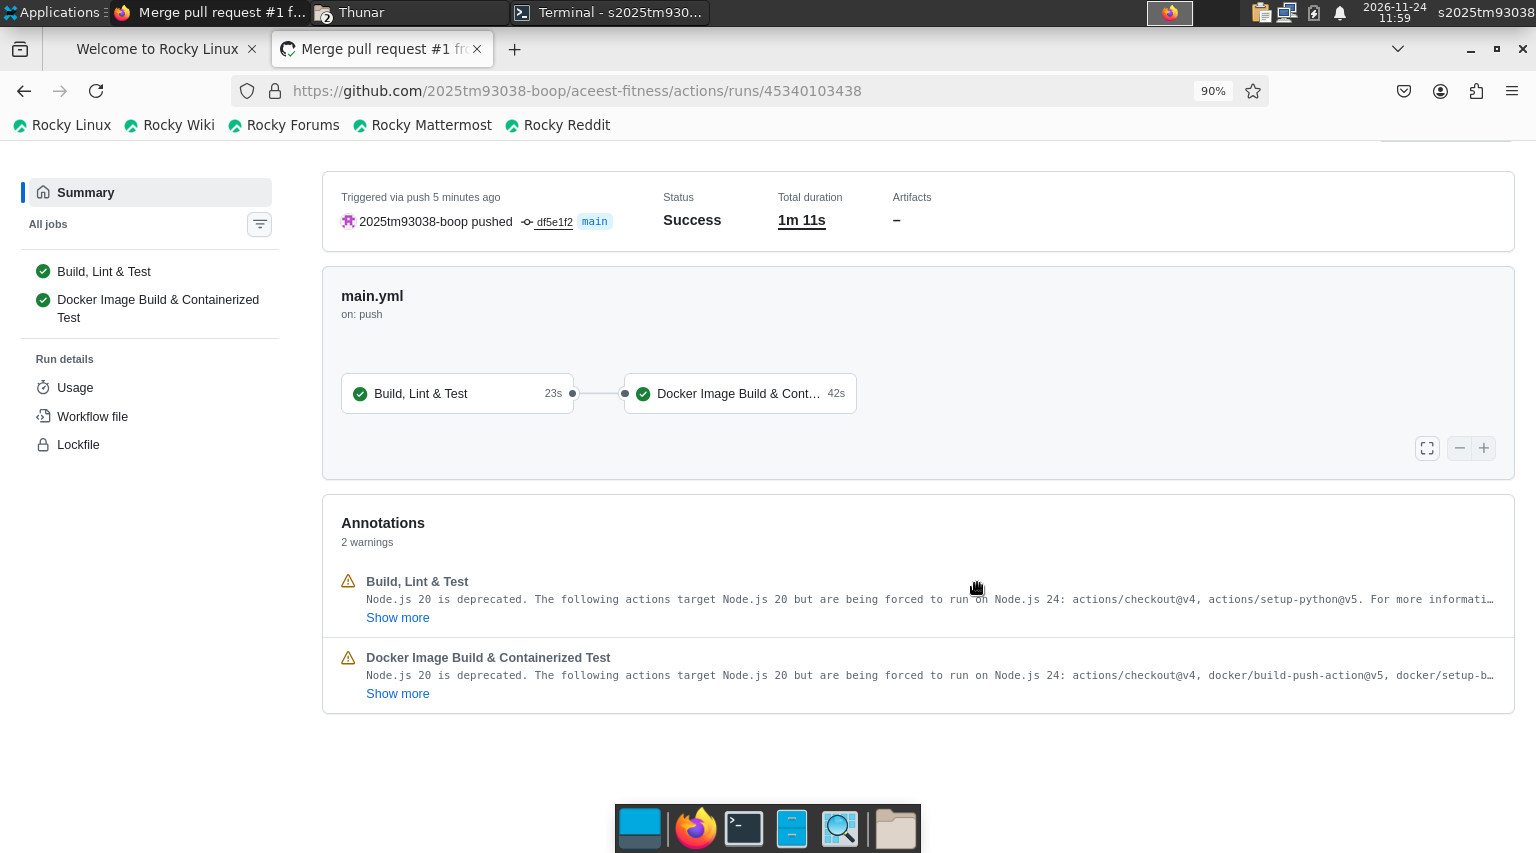 Applications
Merge pull request #1 f...
2
Thunar
Terminal - s2025tm930...
2026-11-24
11:59
s2025tm93038
Welcome to Rocky Linux
Merge pull request #1 fr
https://github.com/2025tm93038-boop/aceest-fitness/actions/runs/45340103438
90%
Rocky Linux
Rocky Wiki
Rocky Forums
Rocky Mattermost
Rocky Reddit
Summary
All jobs
Build, Lint & Test
Docker Image Build & Containerized
Test
Run details
Usage
Workflow file
Lockfile
Triggered via push 5 minutes ago
2025tm93038-boop pushed
df5e1f2
main
Status
Success
Total duration
1m 11s
Artifacts
–
main.yml
on: push
Build, Lint & Test
23s
Docker Image Build & Cont...
42s
Annotations
2 warnings
Build, Lint & Test
Node.js 20 is deprecated. The following actions target Node.js 20 but are being forced to run on Node.js 24: actions/checkout@v4, actions/setup-python@v5. For more informati…
Show more
Docker Image Build & Containerized Test
Node.js 20 is deprecated. The following actions target Node.js 20 but are being forced to run on Node.js 24: actions/checkout@v4, docker/build-push-action@v5, docker/setup-b…
Show more